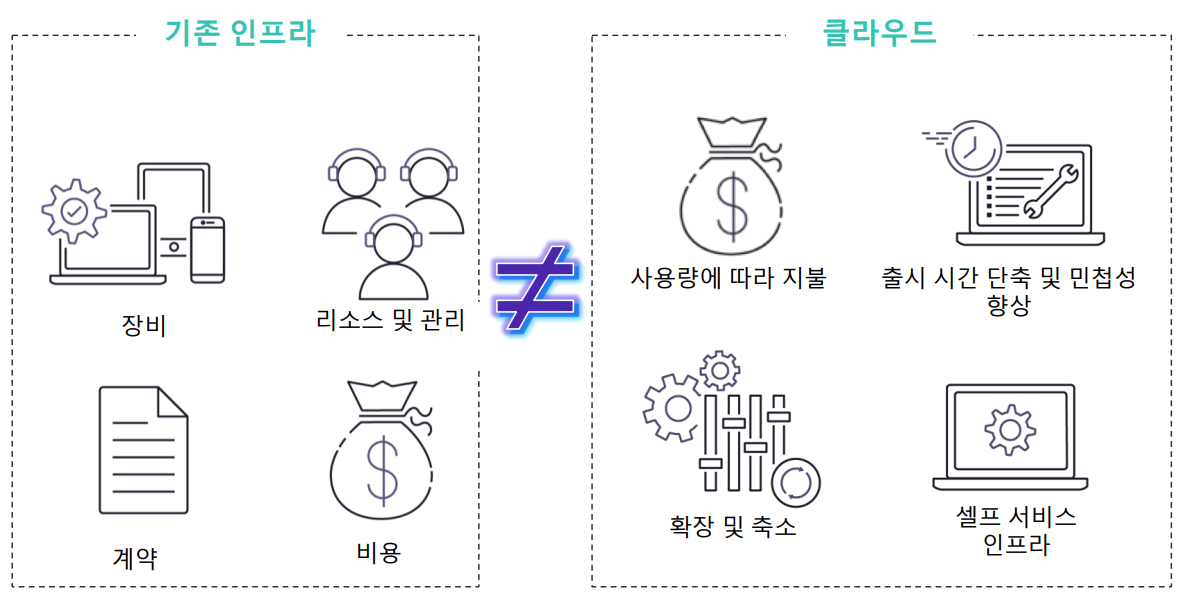 기존 인프라
장비
리소스 및 관리
계약
비용
≠
클라우드
사용량에 따라 지불
출시 시간 단축 및 민첩성
향상
확장 및 축소
셀프 서비스
인프라